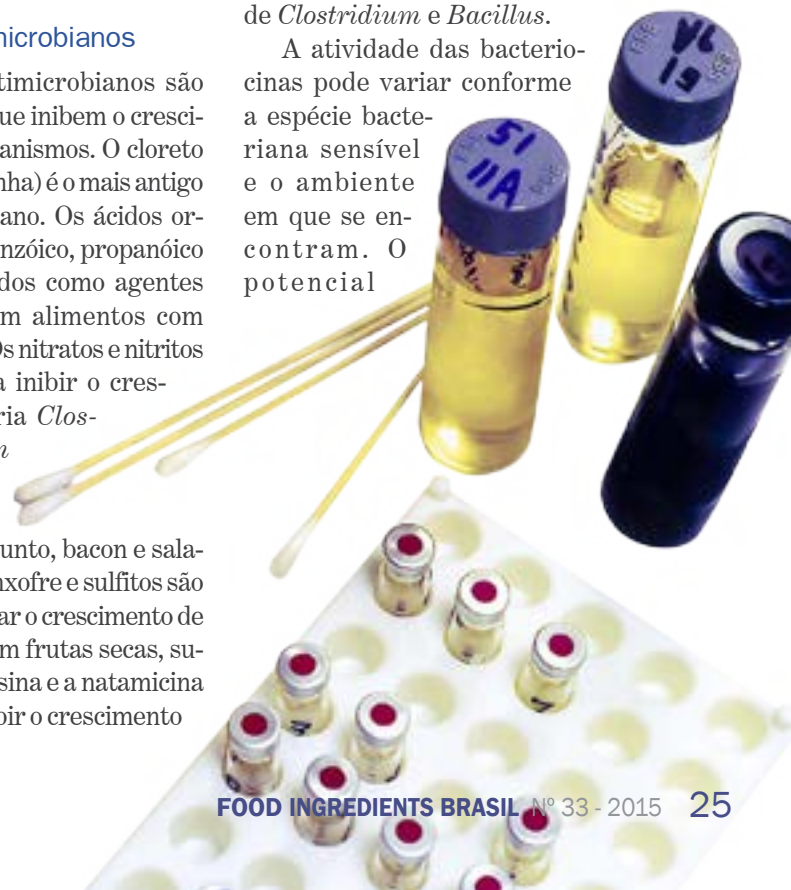 nicrobianos
timicrobianos são
ue inibem o cresci-
anismos. O cloreto
nha) é o mais antigo
ano. Os ácidos or-
nzóico, propanóico
dos como agentes
m alimentos com
Os nitratos e nitritos
a inibir o cres-
ria Clos-
n
unto, bacon e sala-
nxofre e sulfitos são
ar o crescimento de
m frutas secas, su-
sina e a natamicina
bir o crescimento
de Clostridium e Bacillus.
A atividade das bacterio-
cinas pode variar conforme
a espécie bacte-
riana sensível
e o ambiente
em que se en-
contram. O
potencial
51
11A
19
7
FOOD INGREDIENTS BRASIL Nº 33 - 2015 25